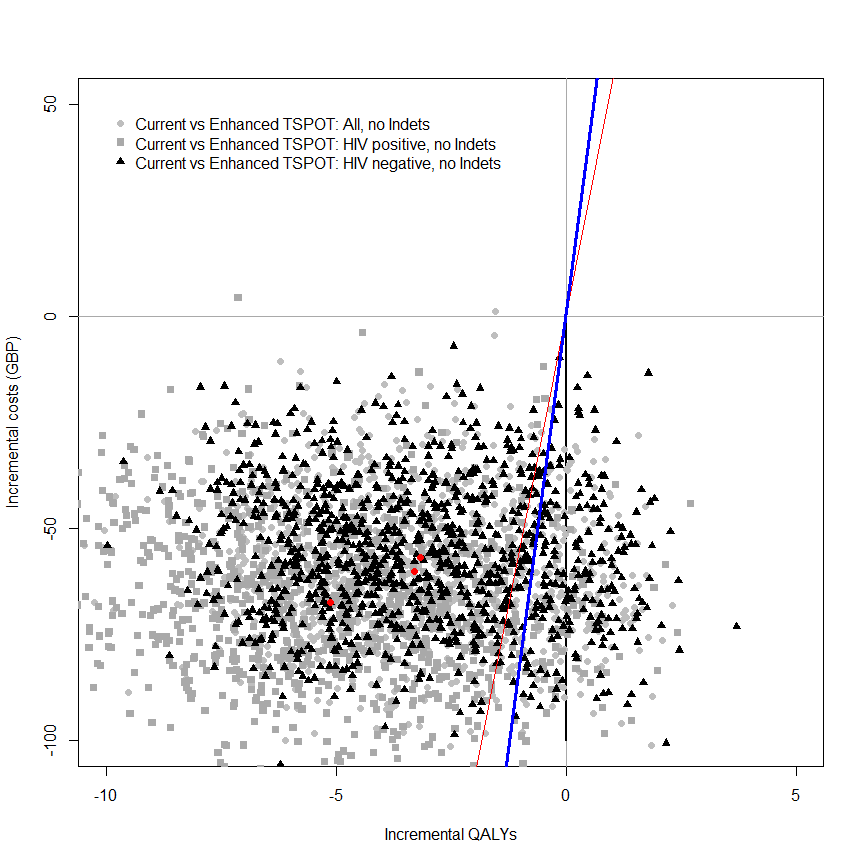 Current vs Enhanced TSPOT: All, no Indets
Current vs Enhanced TSPOT: HIV positive, no Indets
Current vs Enhanced TSPOT: HIV negative, no Indets
50
0
-50
-100
Incremental costs (GBP)
-10 -5 0 5
Incremental QALYs